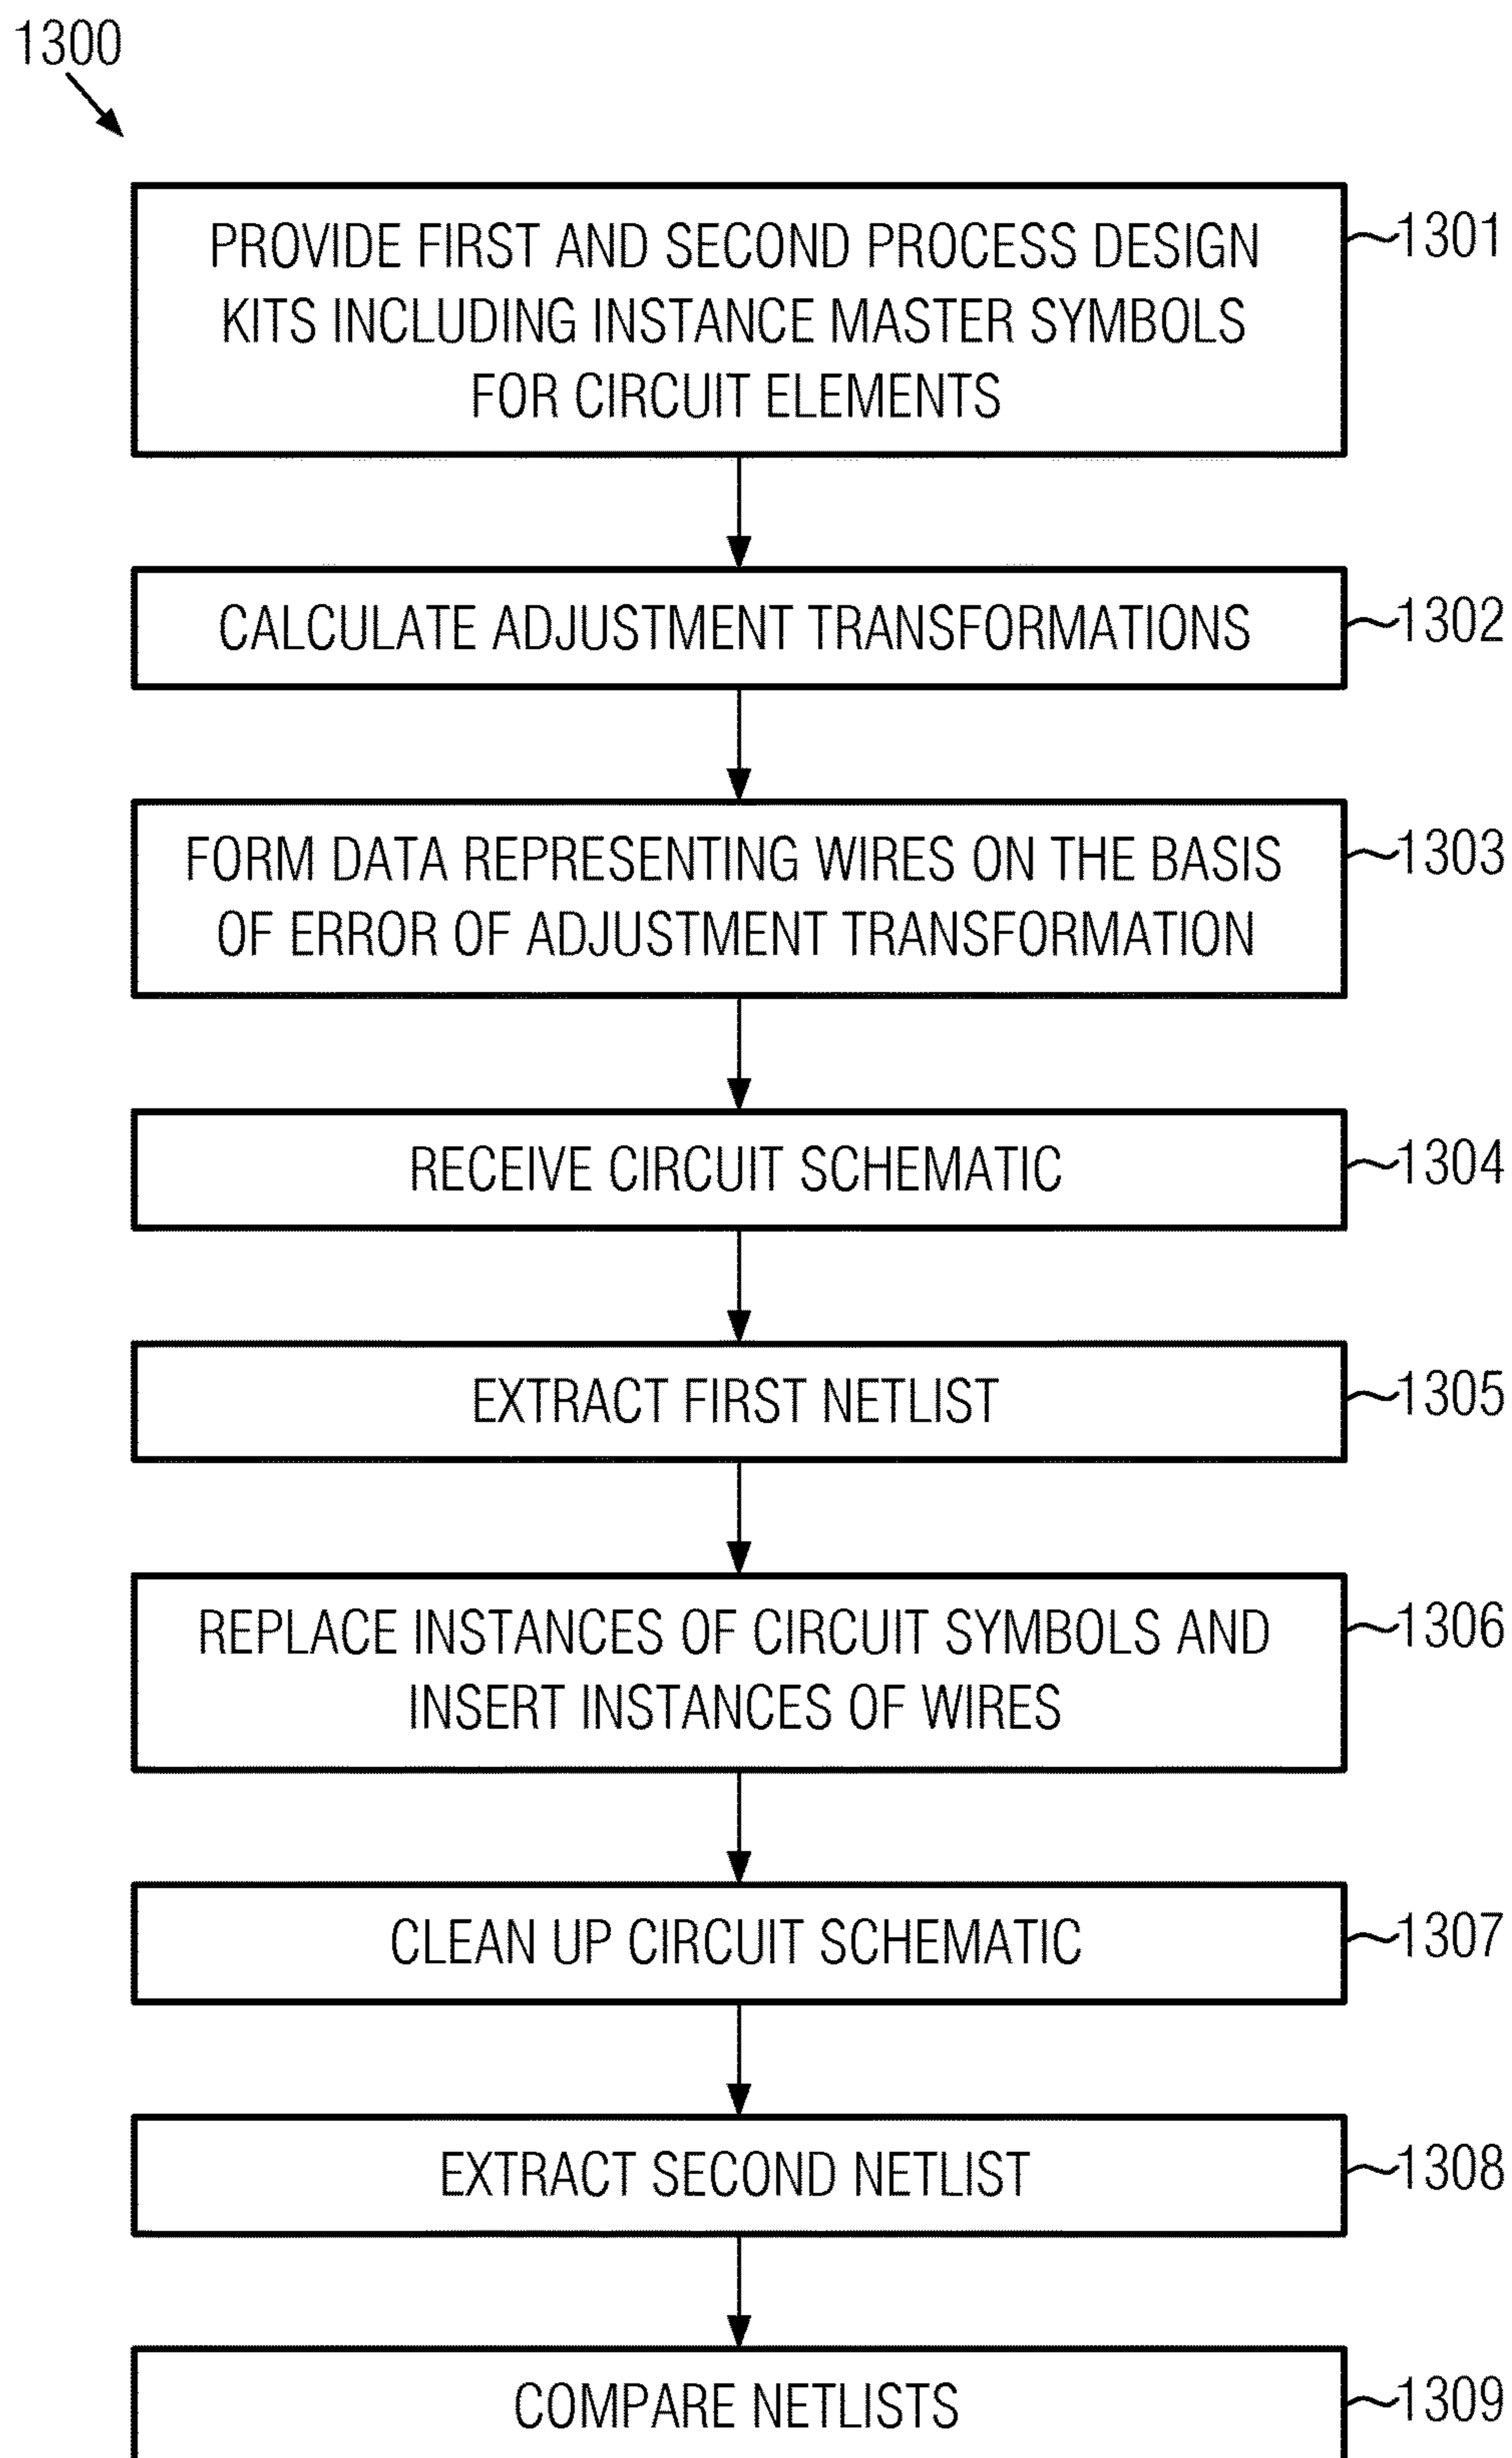 1300
PROVIDE FIRST AND SECOND PROCESS DESIGN
KITS INCLUDING INSTANCE MASTER SYMBOLS
FOR CIRCUIT ELEMENTS
1301
CALCULATE ADJUSTMENT TRANSFORMATIONS
1302
FORM DATA REPRESENTING WIRES ON THE BASIS
OF ERROR OF ADJUSTMENT TRANSFORMATION
1303
RECEIVE CIRCUIT SCHEMATIC
1304
EXTRACT FIRST NETLIST
1305
REPLACE INSTANCES OF CIRCUIT SYMBOLS AND
INSERT INSTANCES OF WIRES
1306
CLEAN UP CIRCUIT SCHEMATIC
1307
EXTRACT SECOND NETLIST
1308
COMPARE NETLISTS
1309